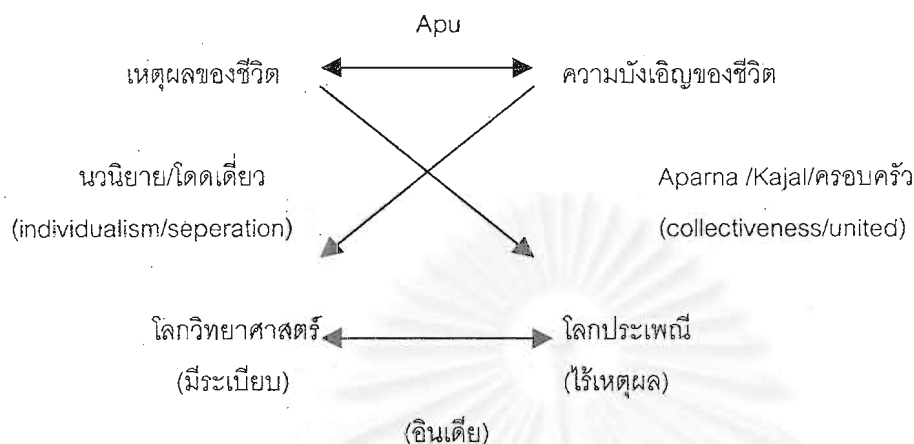 Apu
เหตุผลของชีวิต ความบังเอิญของชีวิต
นวนิยาย/โดดเดี่ยว Aparna /Kajal/ครอบครัว
(individualism/seperation) (collectiveness/united)
โลกวิทยาศาสตร์ โลกประเพณี
(มีระเบียบ) (ไร้เหตุผล)
(อินเดีย)